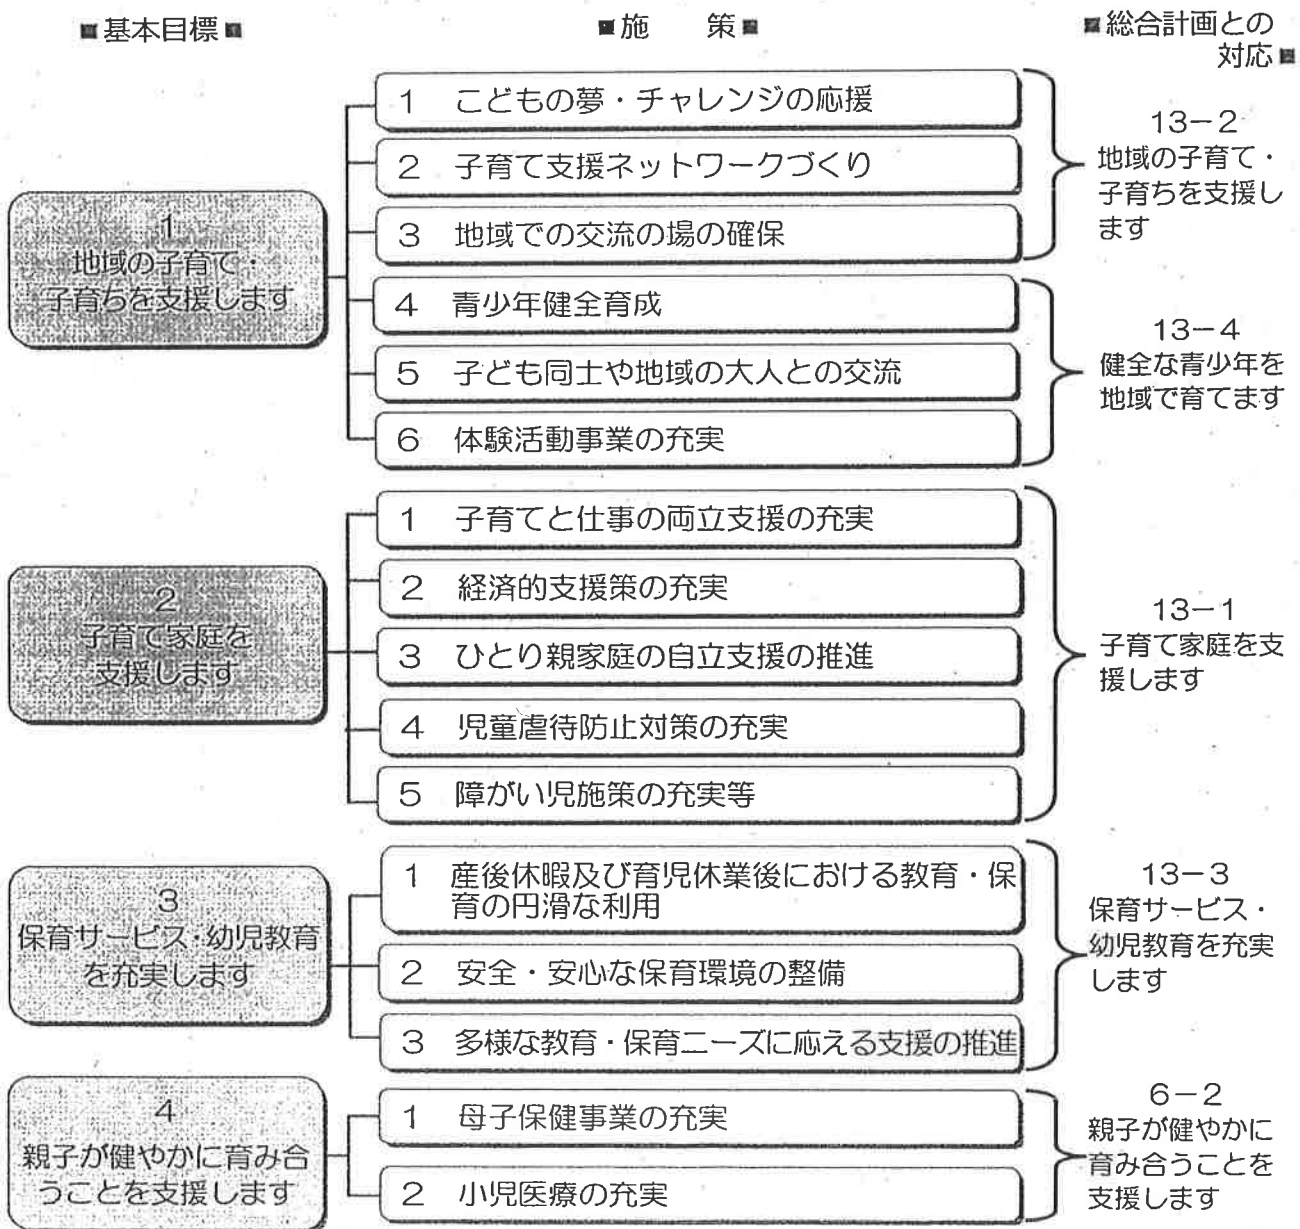 ■基本目標■
■施　　策■
■総合計画との
対応■
1
地域の子育て・
子育ちを支援します
1　こどもの夢・チャレンジの応援
2　子育て支援ネットワークづくり
3　地域での交流の場の確保
4　青少年健全育成
5　子ども同士や地域の大人との交流
6　体験活動事業の充実
13－2
地域の子育て・
子育ちを支援し
ます
13－4
健全な青少年を
地域で育てます
2
子育て家庭を
支援します
1　子育てと仕事の両立支援の充実
2　経済的支援策の充実
3　ひとり親家庭の自立支援の推進
4　児童虐待防止対策の充実
5　障がい児施策の充実等
13－1
子育て家庭を支
援します
3
保育サービス・幼児教育
を充実します
1　産後休暇及び育児休業後における教育・保
育の円滑な利用
2　安全・安心な保育環境の整備
3　多様な教育・保育ニーズに応える支援の推進
13－3
保育サービス・
幼児教育を充実
します
4
親子が健やかに育み合
うことを支援します
1　母子保健事業の充実
2　小児医療の充実
6－2
親子が健やかに
育み合うことを
支援します